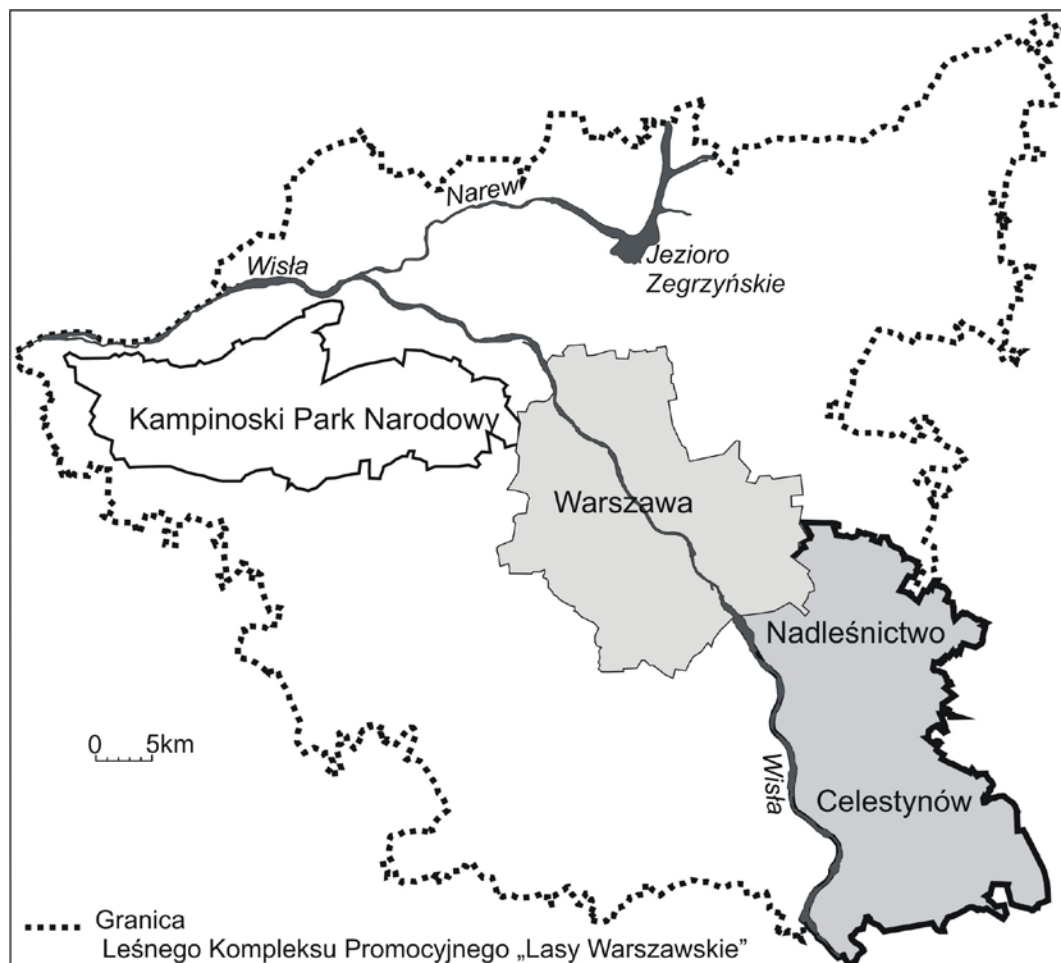 Narew
Wisła
Jezioro
Zegrzyńskie
Kampinoski Park Narodowy
Warszawa
Nadleśnictwo
0 5km
Wisła
Celestynów
Granica
Leśnego Kompleksu Promocyjnego „Lasy Warszawskie”